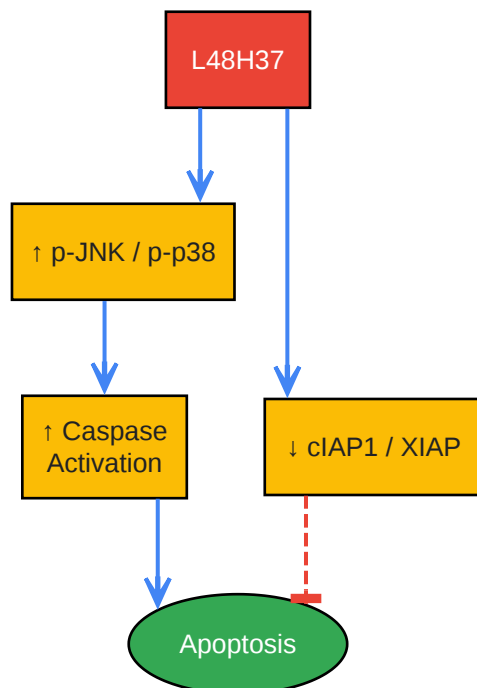 L48H37
↑ p-JNK / p-p38
↑ Caspase
Activation
↓ cIAP1 / XIAP
Apoptosis